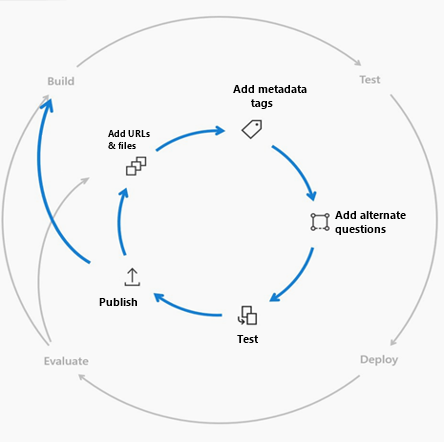 Build
Test
Add metadata
tags
Add URLs
& files
Add alternate
questions
Publish
Test
Evaluate
Deploy